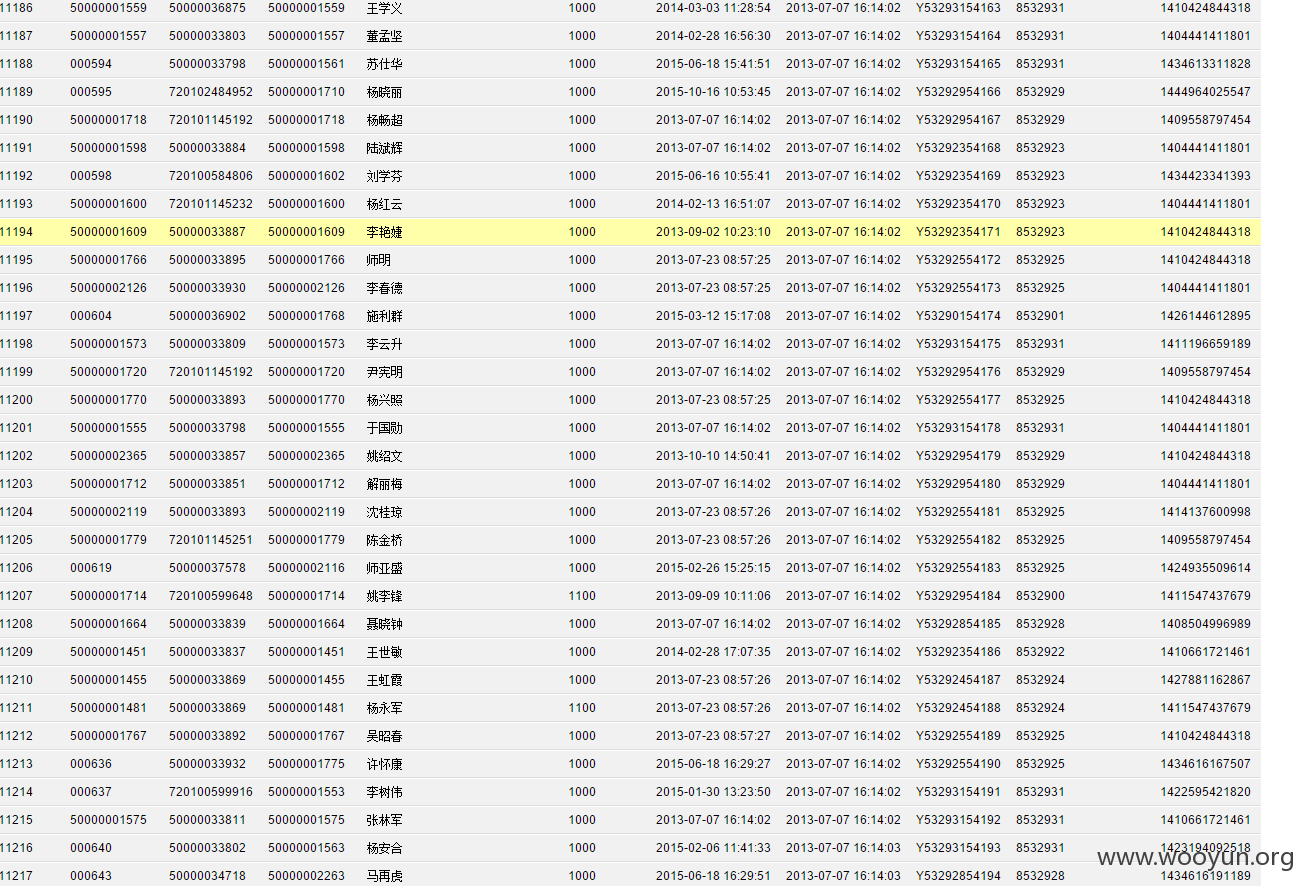 11186 50000001559 50000036875 50000001559 王学义 1000 2014-03-03 11:28:54 2013-07-07 16:14:02 Y53293154163 8532931 1410424844318
11187 50000001557 50000033803 50000001557 董孟坚 1000 2014-02-28 16:56:30 2013-07-07 16:14:02 Y53293154164 8532931 1404441411801
11188 000594 50000033798 50000001561 苏仕华 1000 2015-06-18 15:41:51 2013-07-07 16:14:02 Y53293154165 8532931 1434613311828
11189 000595 720102484952 50000001710 杨晓丽 1000 2015-10-16 10:53:45 2013-07-07 16:14:02 Y53292954166 8532929 1444964025547
11190 50000001718 720101145192 50000001718 杨畅超 1000 2013-07-07 16:14:02 2013-07-07 16:14:02 Y53292954167 8532929 1409558797454
11191 50000001598 50000033884 50000001598 陆斌辉 1000 2013-07-07 16:14:02 2013-07-07 16:14:02 Y53292354168 8532923 1404441411801
11192 000598 720100584806 50000001602 刘学芬 1000 2015-06-16 10:55:41 2013-07-07 16:14:02 Y53292354169 8532923 1434423341393
11193 50000001600 720101145232 50000001600 杨红云 1000 2014-02-13 16:51:07 2013-07-07 16:14:02 Y53292354170 8532923 1404441411801
11194 50000001609 50000033887 50000001609 李艳婕 1000 2013-09-02 10:23:10 2013-07-07 16:14:02 Y53292354171 8532923 1410424844318
11195 50000001766 50000033895 50000001766 师明 1000 2013-07-23 08:57:25 2013-07-07 16:14:02 Y53292554172 8532925 1410424844318
11196 50000002126 50000033930 50000002126 李春德 1000 2013-07-23 08:57:25 2013-07-07 16:14:02 Y53292554173 8532925 1404441411801
11197 000604 50000036902 50000001768 施利群 1000 2015-03-12 15:17:08 2013-07-07 16:14:02 Y53290154174 8532901 1426144612895
11198 50000001573 50000033809 50000001573 李云升 1000 2013-07-07 16:14:02 2013-07-07 16:14:02 Y53293154175 8532931 1411196659189
11199 50000001720 720101145192 50000001720 尹宪明 1000 2013-07-07 16:14:02 2013-07-07 16:14:02 Y53292954176 8532929 1409558797454
11200 50000001770 50000033893 50000001770 杨兴照 1000 2013-07-23 08:57:25 2013-07-07 16:14:02 Y53292554177 8532925 1410424844318
11201 50000001555 50000033798 50000001555 于国勋 1000 2013-07-07 16:14:02 2013-07-07 16:14:02 Y53293154178 8532931 1404441411801
11202 50000002365 50000033857 50000002365 姚绍文 1000 2013-10-10 14:50:41 2013-07-07 16:14:02 Y53292954179 8532929 1410424844318
11203 50000001712 50000033851 50000001712 解丽梅 1000 2013-07-07 16:14:02 2013-07-07 16:14:02 Y53292954180 8532929 1404441411801
11204 50000002119 50000033893 50000002119 沈桂琼 1000 2013-07-23 08:57:26 2013-07-07 16:14:02 Y53292554181 8532925 1414137600998
11205 50000001779 720101145251 50000001779 陈金桥 1000 2013-07-23 08:57:26 2013-07-07 16:14:02 Y53292554182 8532925 1409558797454
11206 000619 50000037578 50000002116 师亚盛 1000 2015-02-26 15:25:15 2013-07-07 16:14:02 Y53292554183 8532925 1424935509614
11207 50000001714 720100599648 50000001714 姚李锋 1100 2013-09-09 10:11:06 2013-07-07 16:14:02 Y53292954184 8532900 1411547437679
11208 50000001664 50000033839 50000001664 聂晓钟 1000 2013-07-07 16:14:02 2013-07-07 16:14:02 Y53292854185 8532928 1408504996989
11209 50000001451 50000033837 50000001451 王世敏 1000 2014-02-28 17:07:35 2013-07-07 16:14:02 Y53292354186 8532922 1410661721461
11210 50000001455 50000033869 50000001455 王虹霞 1000 2013-07-23 08:57:26 2013-07-07 16:14:02 Y53292454187 8532924 1427881162867
11211 50000001481 50000033869 50000001481 杨永军 1100 2013-07-23 08:57:26 2013-07-07 16:14:02 Y53292454188 8532924 1411547437679
11212 50000001767 50000033892 50000001767 吴昭春 1000 2013-07-23 08:57:27 2013-07-07 16:14:02 Y53292554189 8532925 1410424844318
11213 000636 50000033932 50000001775 许怀康 1000 2015-06-18 16:29:27 2013-07-07 16:14:02 Y53292554190 8532925 1434616167507
11214 000637 720100599916 50000001553 李树伟 1000 2015-01-30 13:23:50 2013-07-07 16:14:02 Y53293154191 8532931 1422595421820
11215 50000001575 50000033811 50000001575 张林军 1000 2013-07-07 16:14:02 2013-07-07 16:14:02 Y53293154192 8532931 1410661721461
11216 000640 50000033802 50000001563 杨安合 1000 2015-02-06 11:41:33 2013-07-07 16:14:03 Y53293154193 8532931 1423194092518
www.wooyun.org
11217 000643 50000034718 50000002263 马再虎 1000 2015-06-18 16:29:51 2013-07-07 16:14:03 Y53292854194 8532928 1434616191189